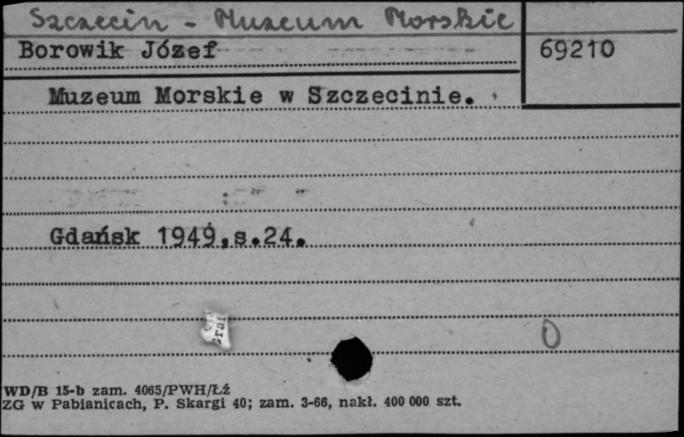 Szczecin - Muzeum Morskie
Borowik Józef
69210
Muzeum Morskie w Szczecinie.
Gdańsk 1949,s.24.
0
WD/B 15-b zam. 4065/PWH/Łź
ZG w Pabianicach, P. Skargi 40; zam. 3-66, nakł. 400 000 szt.